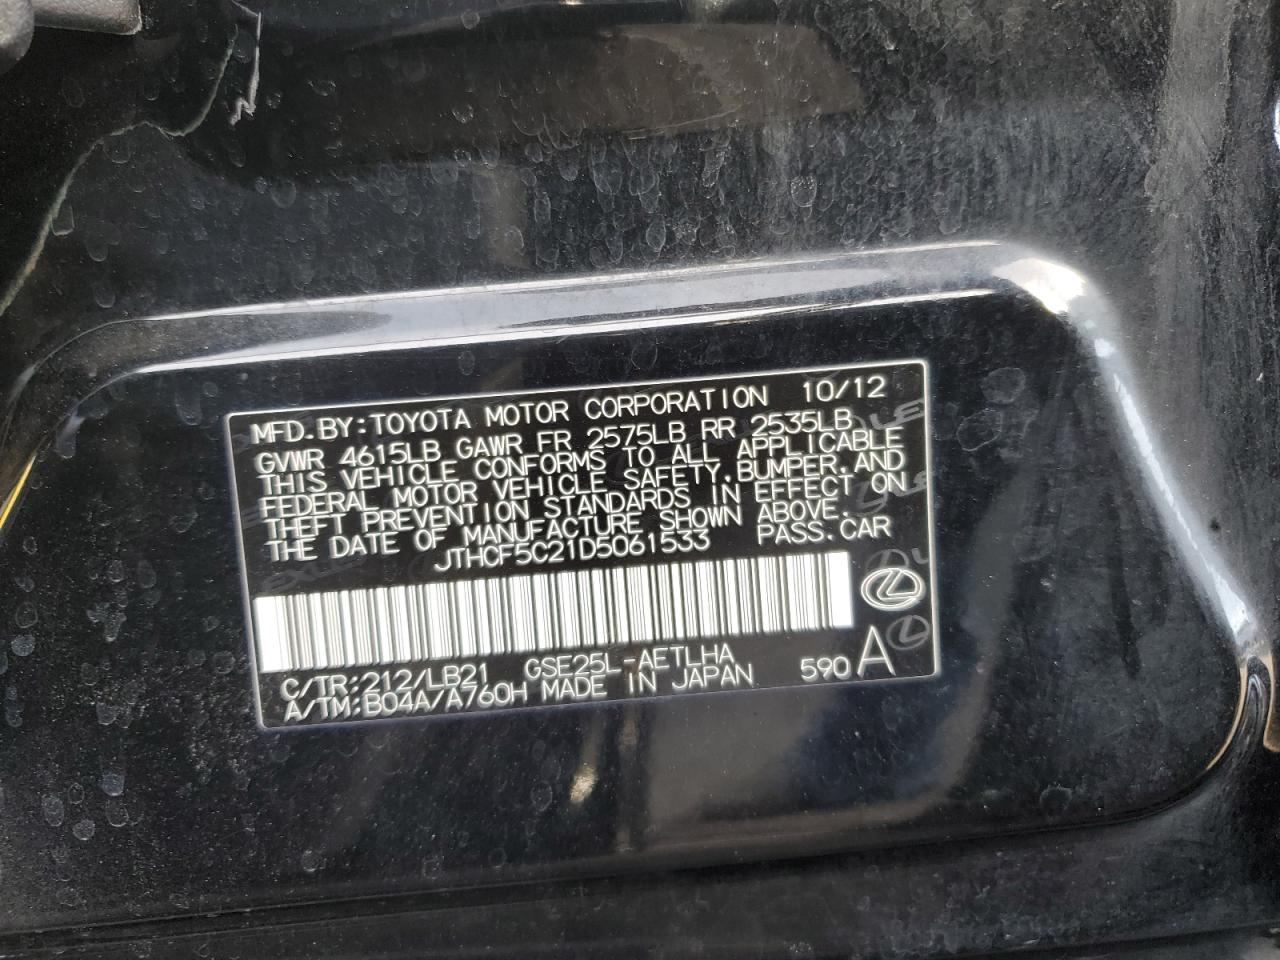 MFD.BY:TOYOTA MOTOR CORPORATION 10/12
GVWR 4615LB GAWR FR 2575LB RR 2535LB
THIS VEHICLE CONFORMS TO ALL APPLICABLE
FEDERAL MOTOR VEHICLE SAFETY,BUMPER,AND
THEFT PREVENTION STANDARDS IN EFFECT ON
THE DATE OF MANUFACTURE SHOWN ABOVE.
JTHCF5C21D5061533 PASS.CAR
C/TR:212/LB21 GSE25L-AETLHA
A/TM:B04A/A760H MADE IN JAPAN 590 A